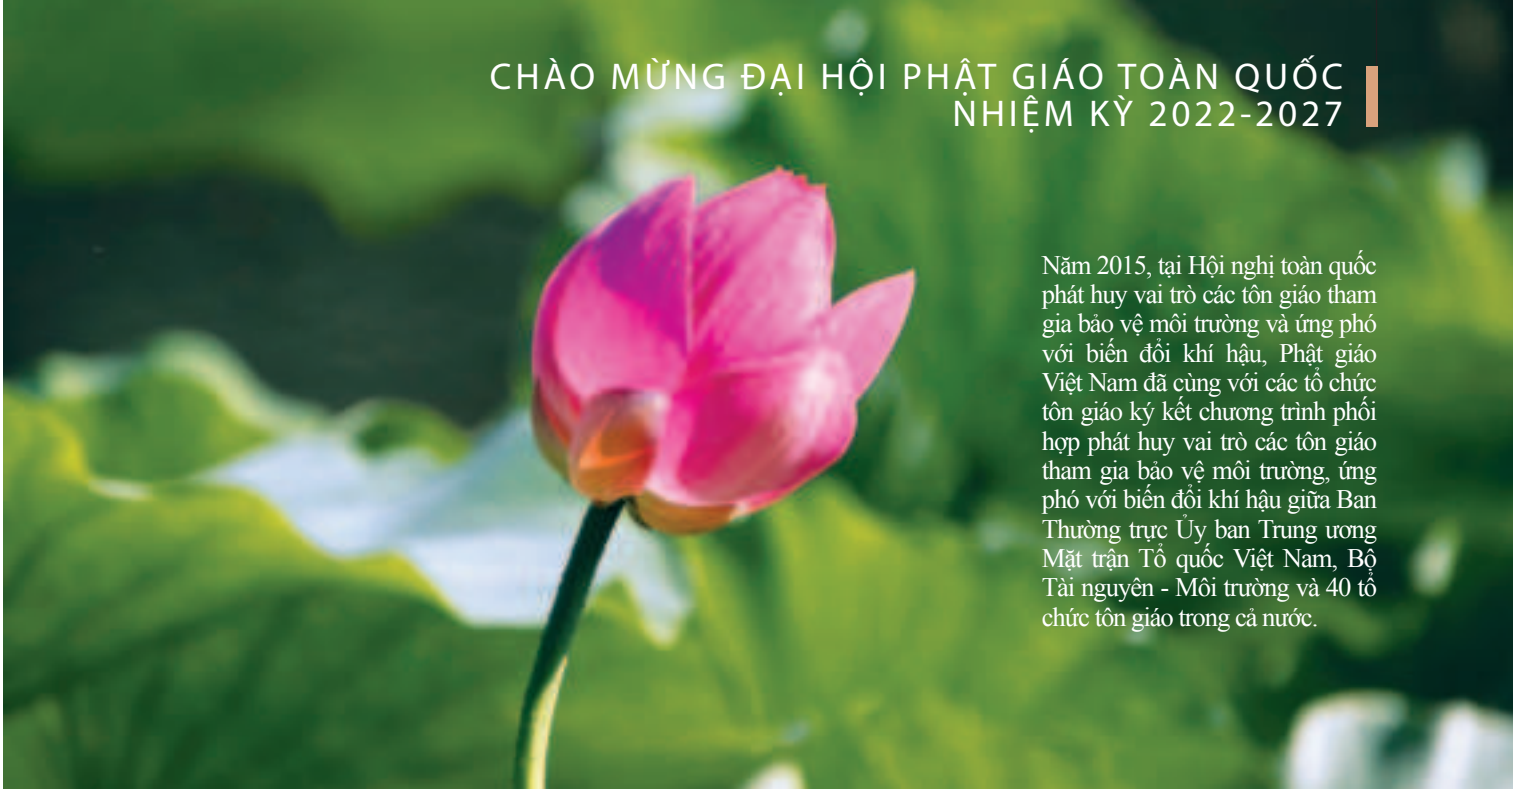 CHÀO MỪNG ĐẠI HỘI PHẬT GIÁO TOÀN QUỐC
NHIỆM KỲ 2022-2027
Năm 2015, tại Hội nghị toàn quốc
phát huy vai trò các tôn giáo tham
gia bảo vệ môi trường và ứng phó
với biến đổi khí hậu, Phật giáo
Việt Nam đã cùng với các tổ chức
tôn giáo ký kết chương trình phối
hợp phát huy vai trò các tôn giáo
tham gia bảo vệ môi trường, ứng
phó với biến đổi khí hậu giữa Ban
Thường trực Ủy ban Trung ương
Mặt trận Tổ quốc Việt Nam, Bộ
Tài nguyên - Môi trường và 40 tổ
chức tôn giáo trong cả nước.